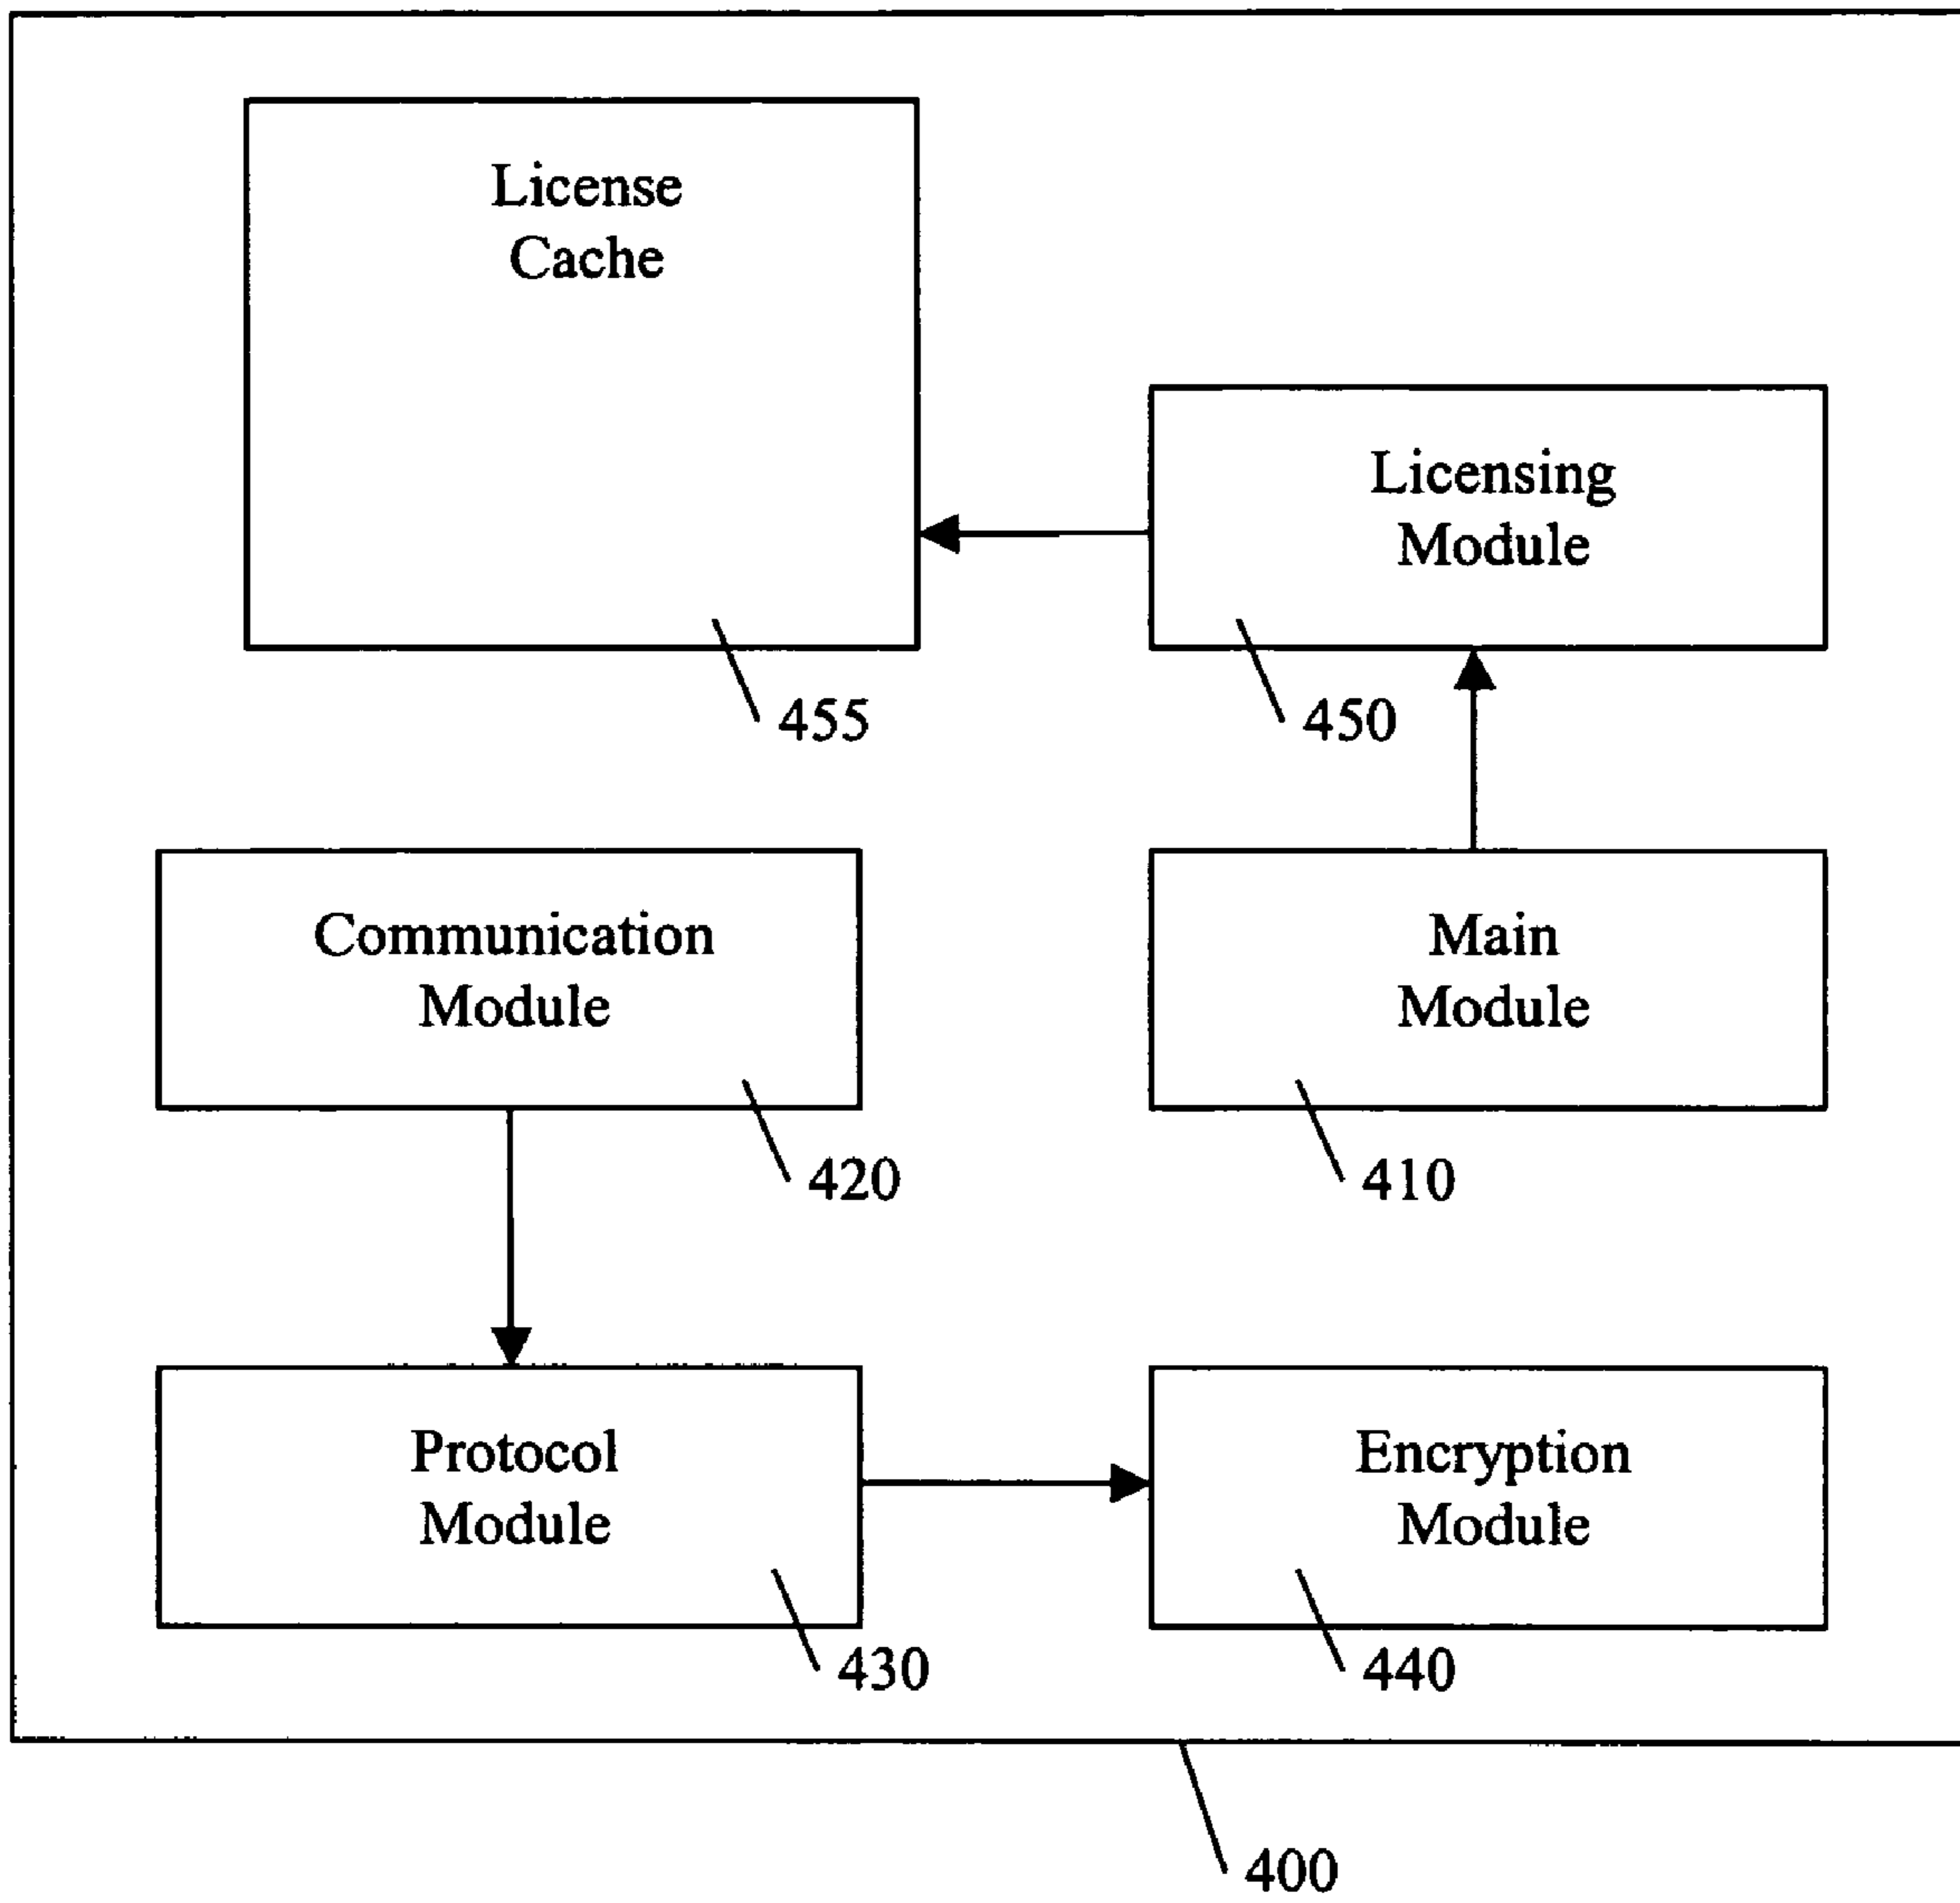 License
Cache
Licensing
Module
455
450
Communication
Module
Main
Module
420
410
Protocol
Module
Encryption
Module
430
440
400